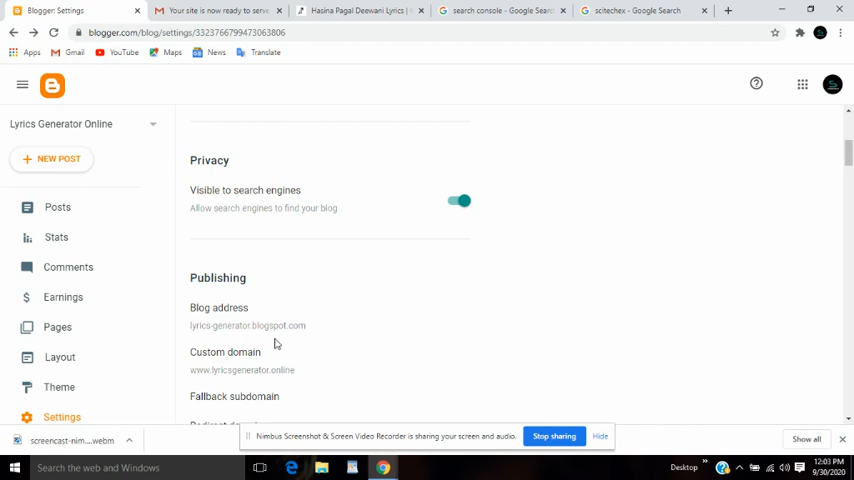 Blogger: Settings
Your site is now ready to serve
Hasina Pagal Deewani Lyrics |
search console - Google Search
scitechex - Google Search
blogger.com/blog/settings/3323766799473063806
Apps
Gmail
YouTube
Maps
News
Translate
Lyrics Generator Online
NEW POST
Posts
Stats
Comments
Earnings
Pages
Layout
Theme
Settings
Privacy
Visible to search engines
Allow search engines to find your blog
Publishing
Blog address
lyrics-generator.blogspot.com
Custom domain
www.lyricsgenerator.online
Fallback subdomain
Nimbus Screenshot & Screen Video Recorder is sharing your screen and audio.
Stop sharing
Hide
screencast-nim....webm
Show all
Search the web and Windows
Desktop
12:03 PM
9/30/2020